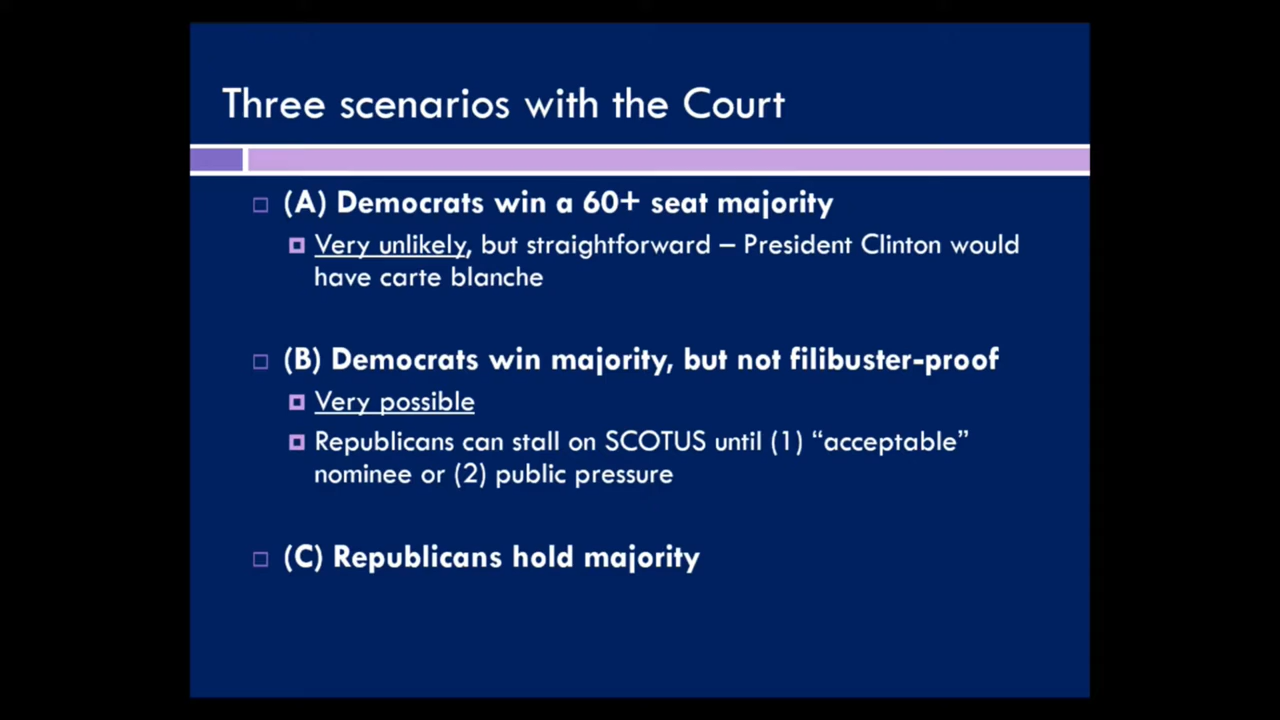 Three scenarios with the Court
(A) Democrats win a 60+ seat majority
Very unlikely, but straightforward – President Clinton would
have carte blanche
(B) Democrats win majority, but not filibuster-proof
Very possible
Republicans can stall on SCOTUS until (1) “acceptable”
nominee or (2) public pressure
(C) Republicans hold majority